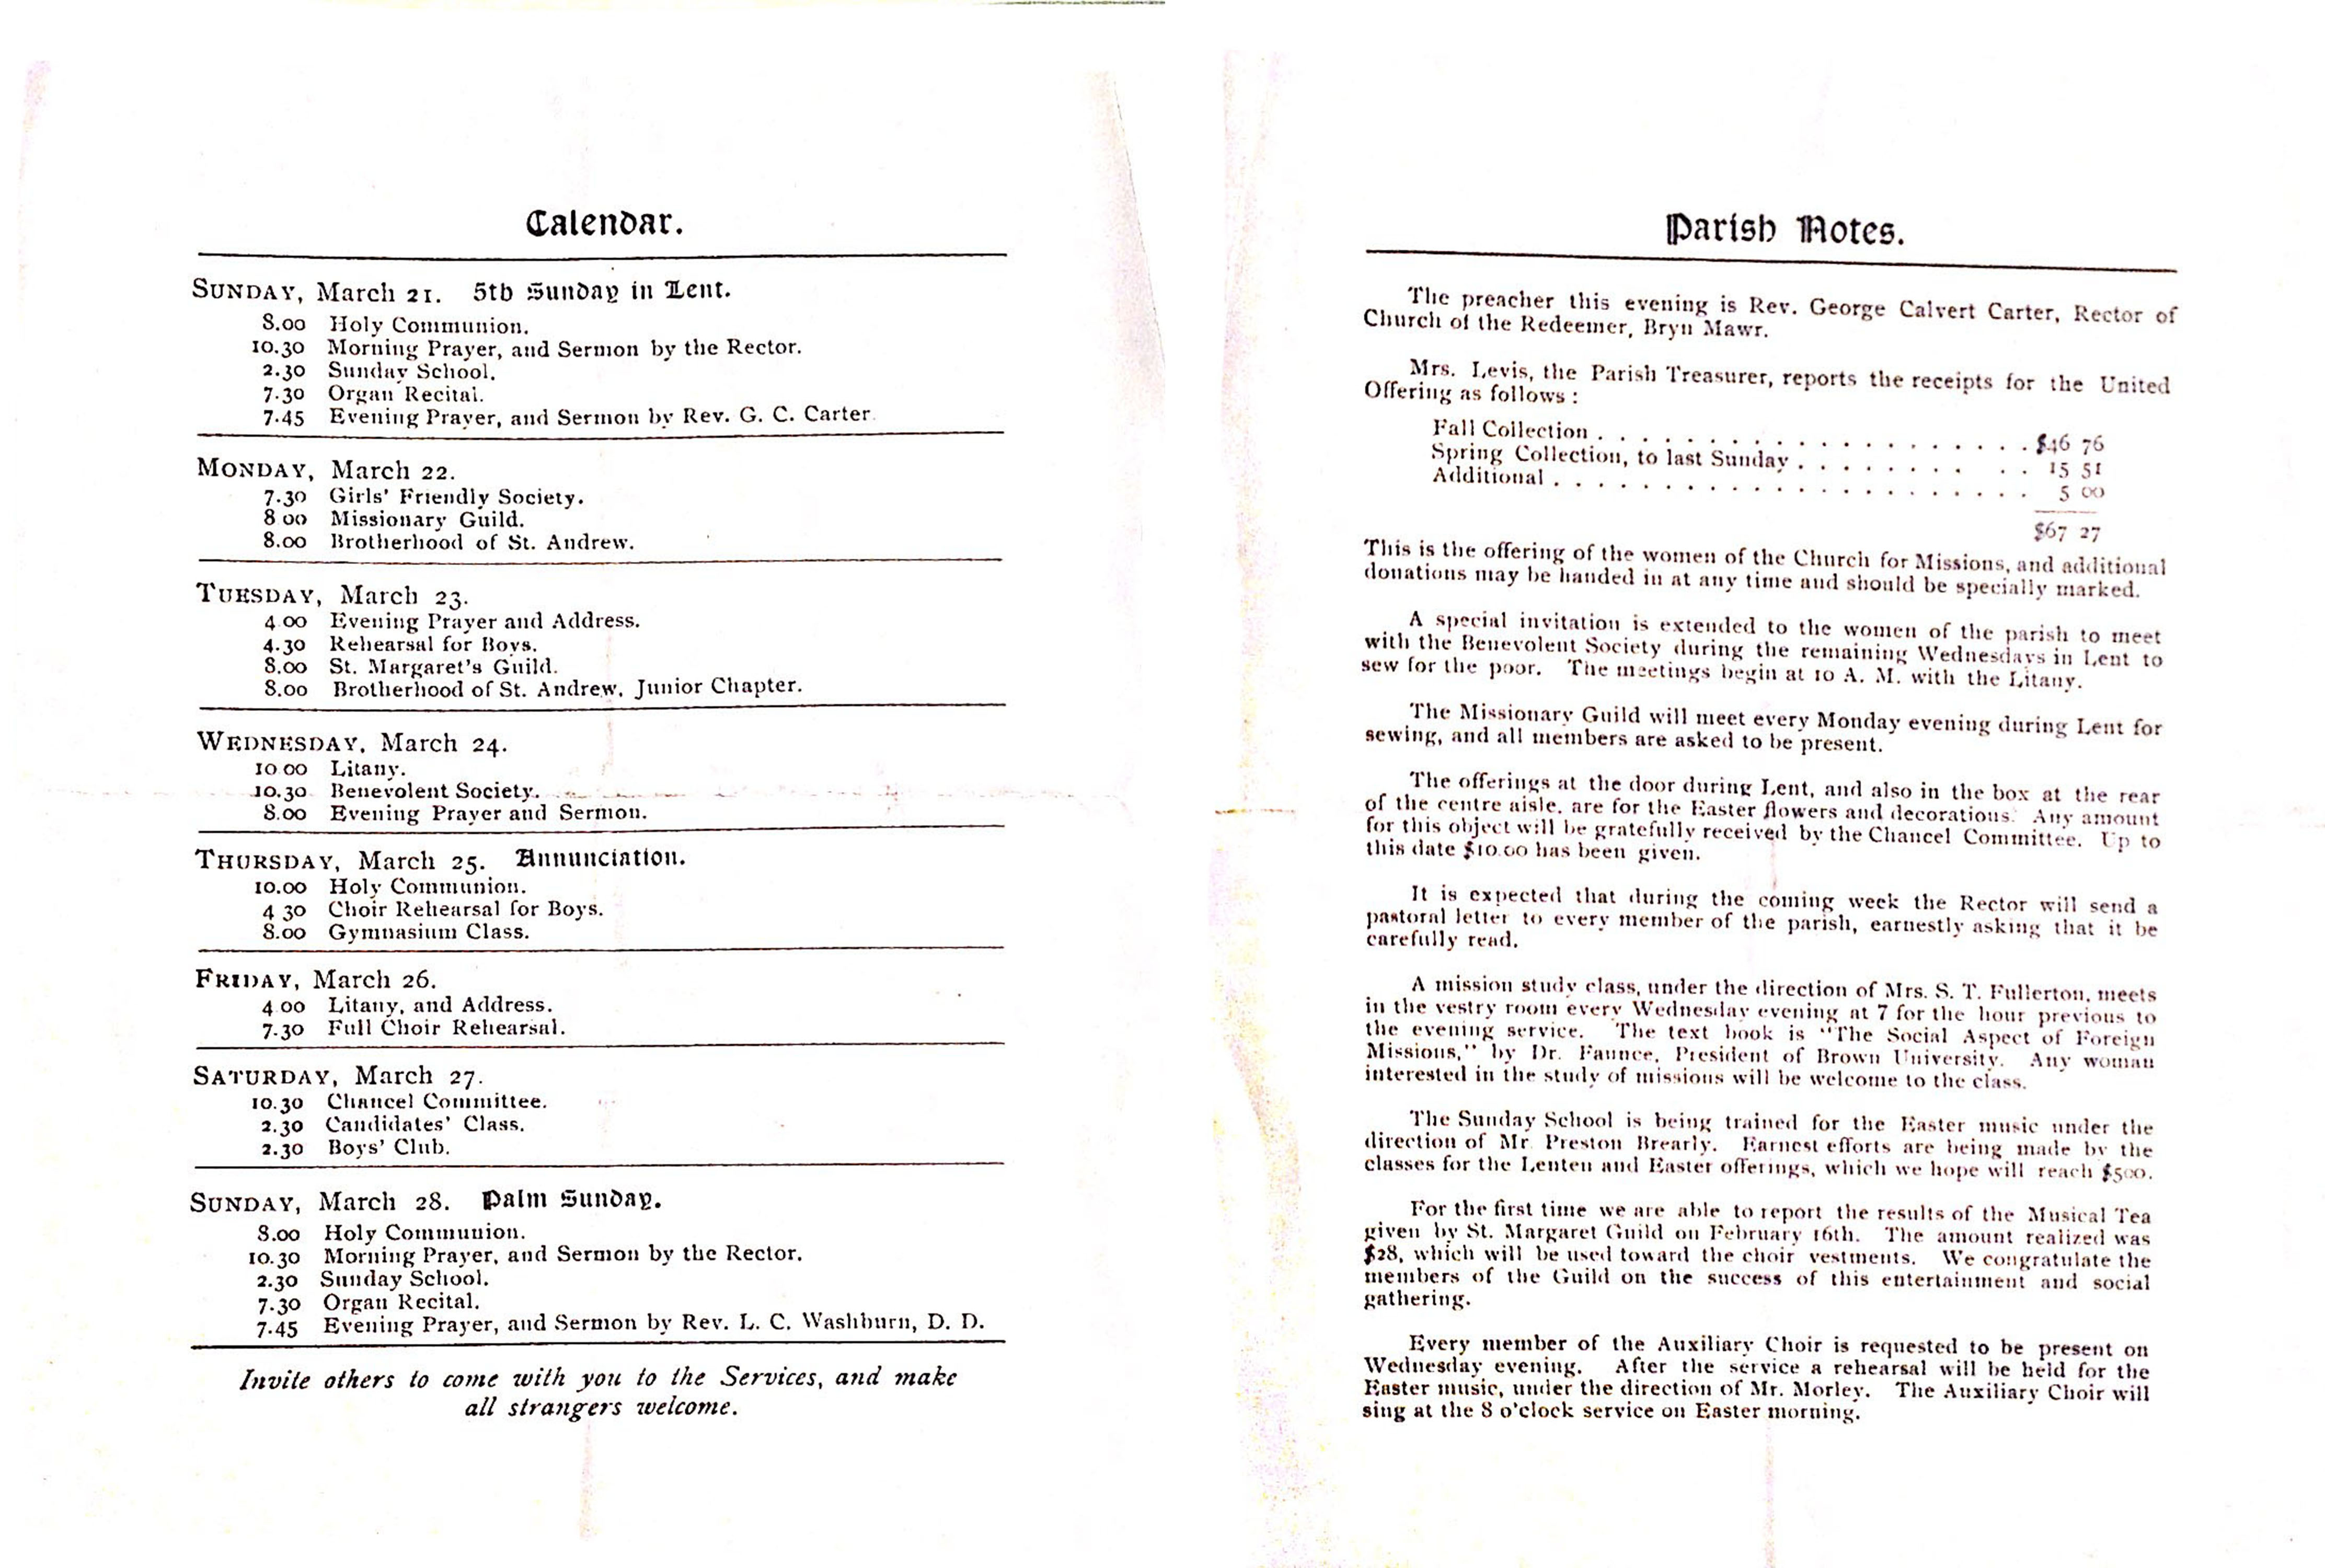 Calendar.
SUNDAY, March 21. 5th Sunday in Lent.
8.00 Holy Communion.
10.30 Morning Prayer, and Sermon by the Rector.
2.30 Sunday School.
7.30 Organ Recital.
7.45 Evening Prayer, and Sermon by Rev. G. C. Carter
MONDAY, March 22.
7.30 Girls' Friendly Society.
8 00 Missionary Guild.
8.00 Brotherhood of St. Andrew.
TUESDAY, March 23.
4 00 Evening Prayer and Address.
4.30 Rehearsal for Boys.
8.00 St. Margaret's Guild.
8.00 Brotherhood of St. Andrew, Junior Chapter.
WEDNESDAY, March 24.
10 00 Litany.
10.30 Benevolent Society.
8.00 Evening Prayer and Sermon.
THURSDAY, March 25. Annunciation.
10.00 Holy Communion.
4 30 Choir Rehearsal for Boys.
8.00 Gymnasium Class.
FRIDAY, March 26.
4 00 Litany, and Address.
7.30 Full Choir Rehearsal.
SATURDAY, March 27.
10.30 Chancel Committee.
2.30 Candidates' Class.
2.30 Boys' Club.
SUNDAY, March 28. Palm Sunday.
8.00 Holy Communion.
10.30 Morning Prayer, and Sermon by the Rector.
2.30 Sunday School.
7.30 Organ Recital.
7.45 Evening Prayer, and Sermon by Rev. L. C. Washburn, D. D.
Invite others to come with you to the Services, and make
all strangers welcome.
Parish Notes.
The preacher this evening is Rev. George Calvert Carter, Rector of
Church of the Redeemer, Bryn Mawr.
Mrs. Levis, the Parish Treasurer, reports the receipts for the United
Offering as follows :
Fall Collection . . . . . . . . . . . . . . . . . . . $46 76
Spring Collection, to last Sunday . . . . . . . . . . 15 51
Additional . . . . . . . . . . . . . . . . . . . . . 5 00
$67 27
This is the offering of the women of the Church for Missions, and additional
donations may be handed in at any time and should be specially marked.
A special invitation is extended to the women of the parish to meet
with the Benevolent Society during the remaining Wednesdays in Lent to
sew for the poor. The meetings begin at 10 A. M. with the Litany.
The Missionary Guild will meet every Monday evening during Lent for
sewing, and all members are asked to be present.
The offerings at the door during Lent, and also in the box at the rear
of the centre aisle, are for the Easter flowers and decorations. Any amount
for this object will be gratefully received by the Chancel Committee. Up to
this date $10.00 has been given.
It is expected that during the coming week the Rector will send a
pastoral letter to every member of the parish, earnestly asking that it be
carefully read.
A mission study class, under the direction of Mrs. S. T. Fullerton, meets
in the vestry room every Wednesday evening at 7 for the hour previous to
the evening service. The text book is "The Social Aspect of Foreign
Missions," by Dr. Faunce, President of Brown University. Any woman
interested in the study of missions will be welcome to the class.
The Sunday School is being trained for the Easter music under the
direction of Mr. Preston Brearly. Earnest efforts are being made by the
classes for the Lenten and Easter offerings, which we hope will reach $500.
For the first time we are able to report the results of the Musical Tea
given by St. Margaret Guild on February 16th. The amount realized was
$28, which will be used toward the choir vestments. We congratulate the
members of the Guild on the success of this entertainment and social
gathering.
Every member of the Auxiliary Choir is requested to be present on
Wednesday evening. After the service a rehearsal will be held for the
Easter music, under the direction of Mr. Morley. The Auxiliary Choir will
sing at the 8 o'clock service on Easter morning.